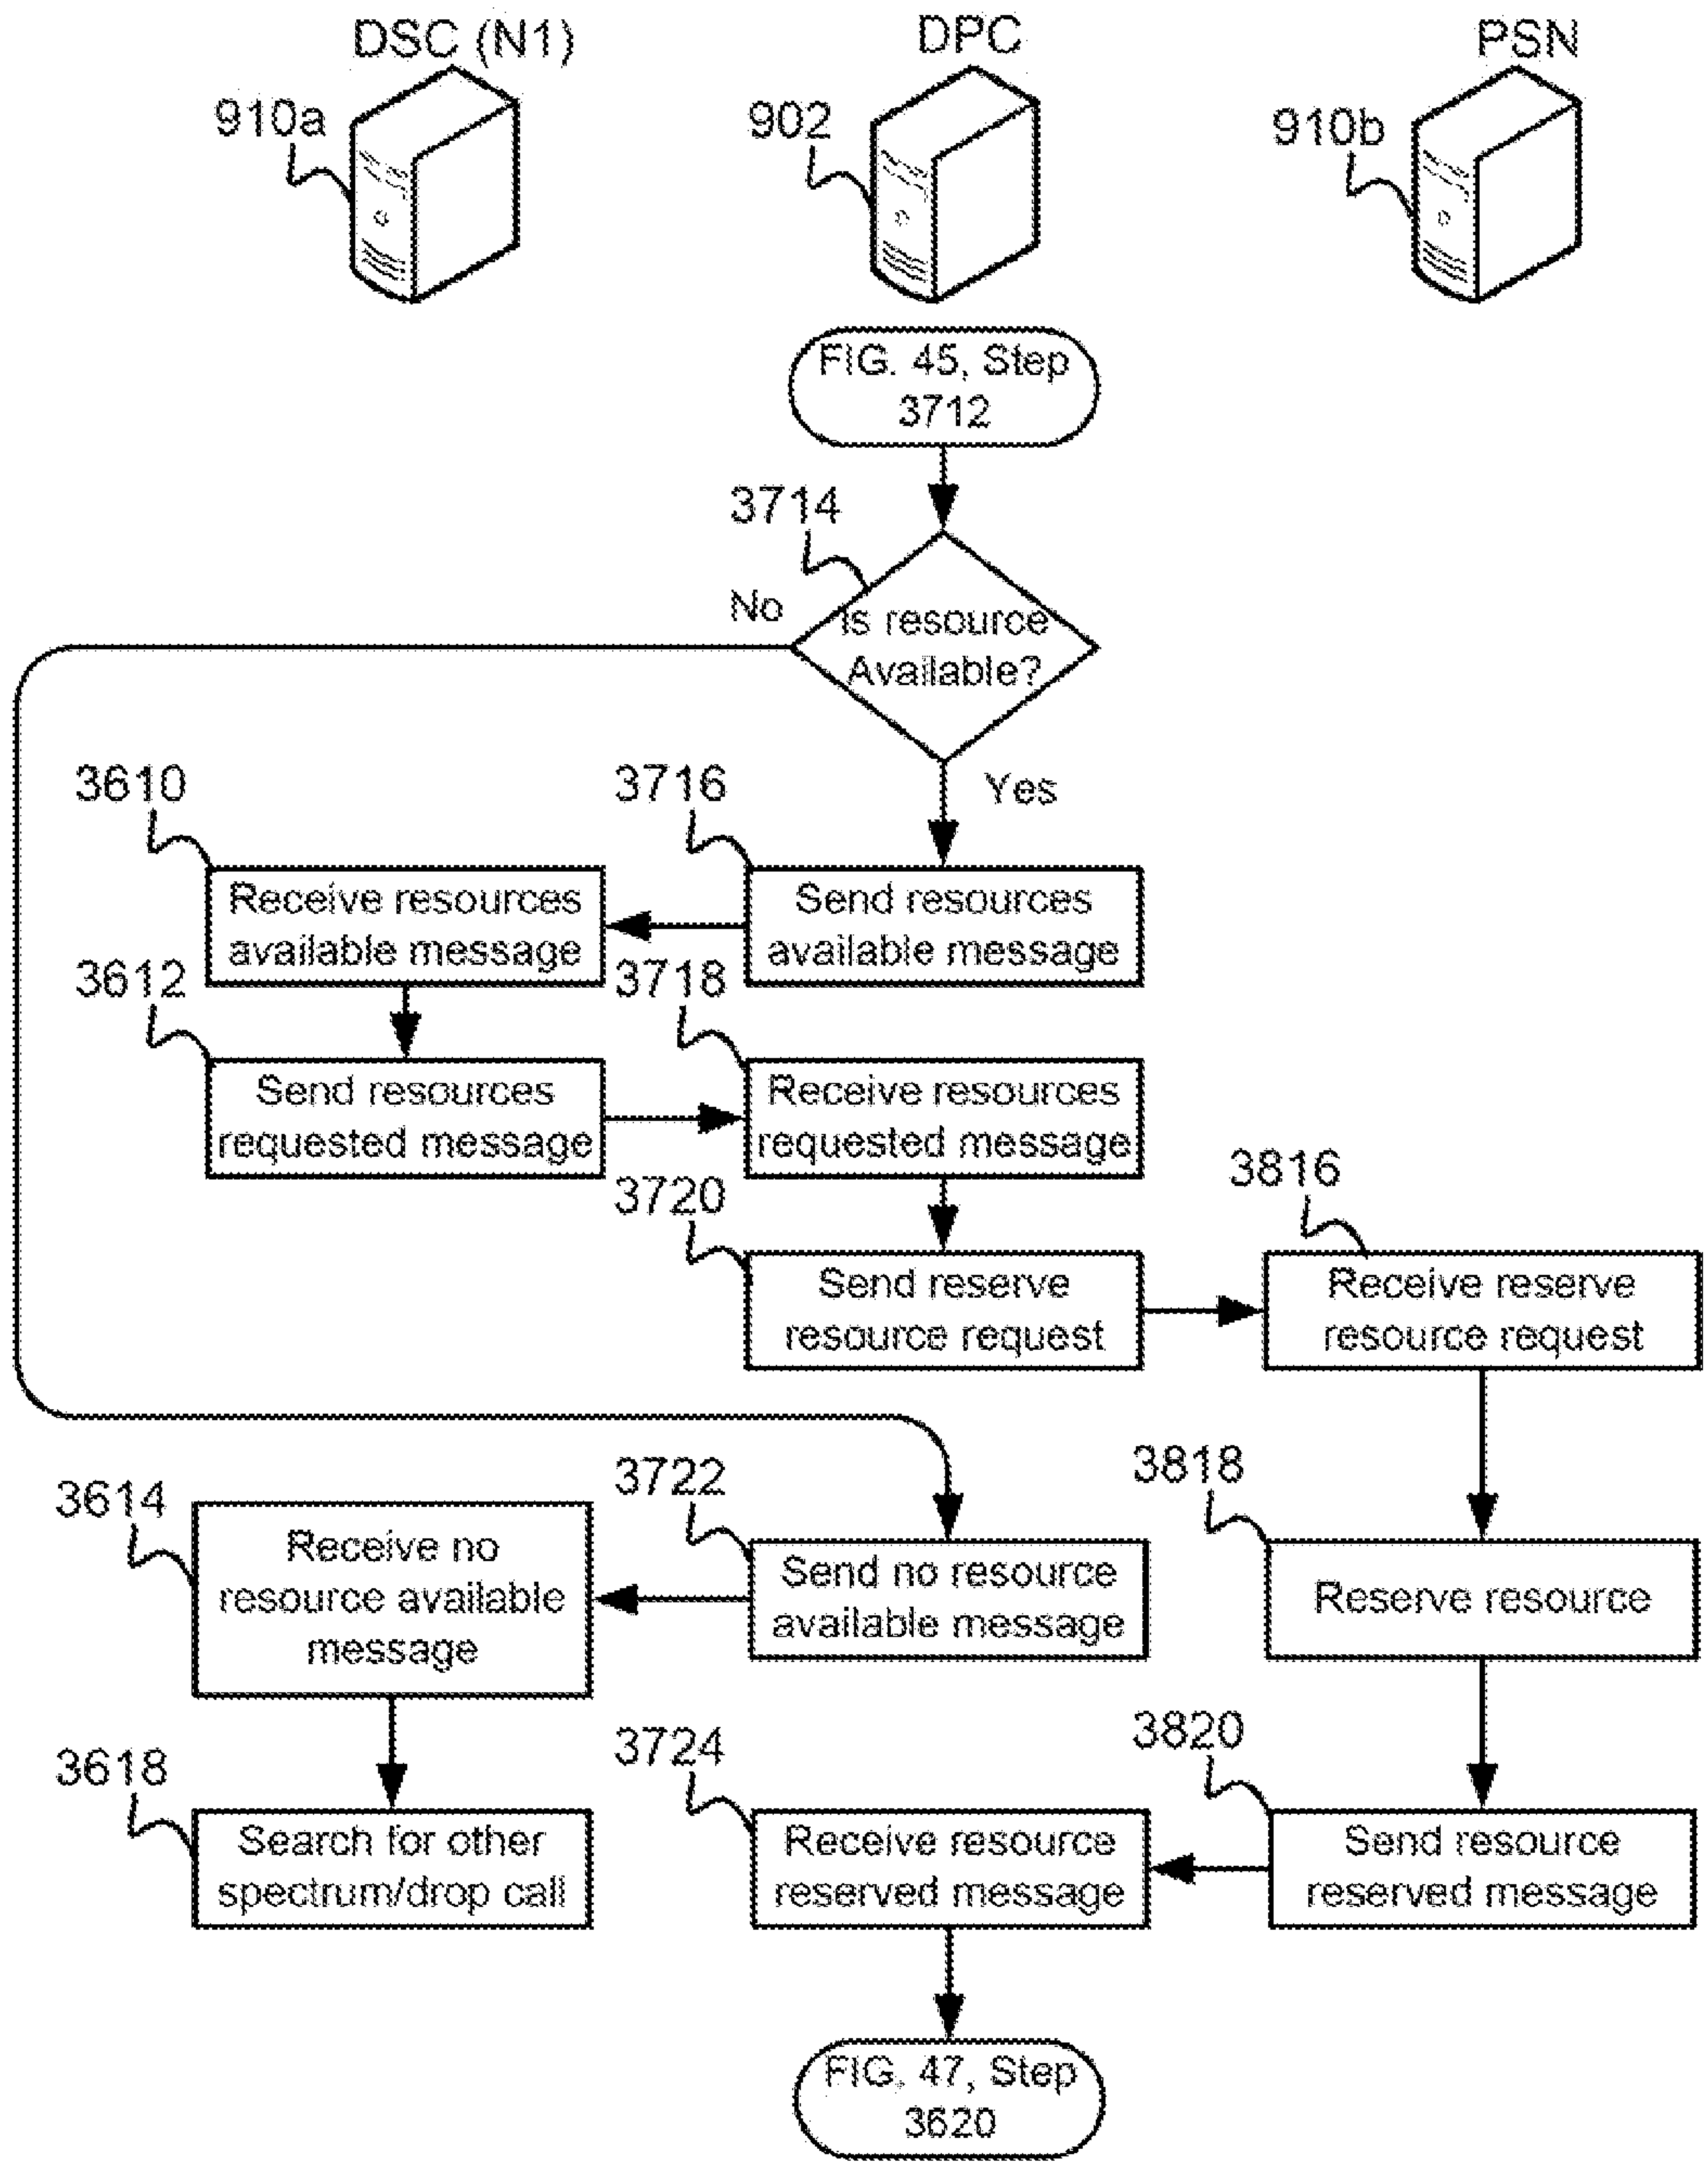 DSC (N1)
DPC
PSN
910a
902
910b
FIG. 45, Step
3712
3714
No
Is resource
Available?
Yes
3610
3716
Receive resources
available message
Send resources
available message
3612
3718
Send resources
requested message
Receive resources
requested message
3720
3816
Send reserve
resource request
Receive reserve
resource request
3614
3722
3818
Receive no
resource available
message
Send no resource
available message
Reserve resource
3618
3724
3820
Search for other
spectrum/drop call
Receive resource
reserved message
Send resource
reserved message
FIG. 47, Step
3620